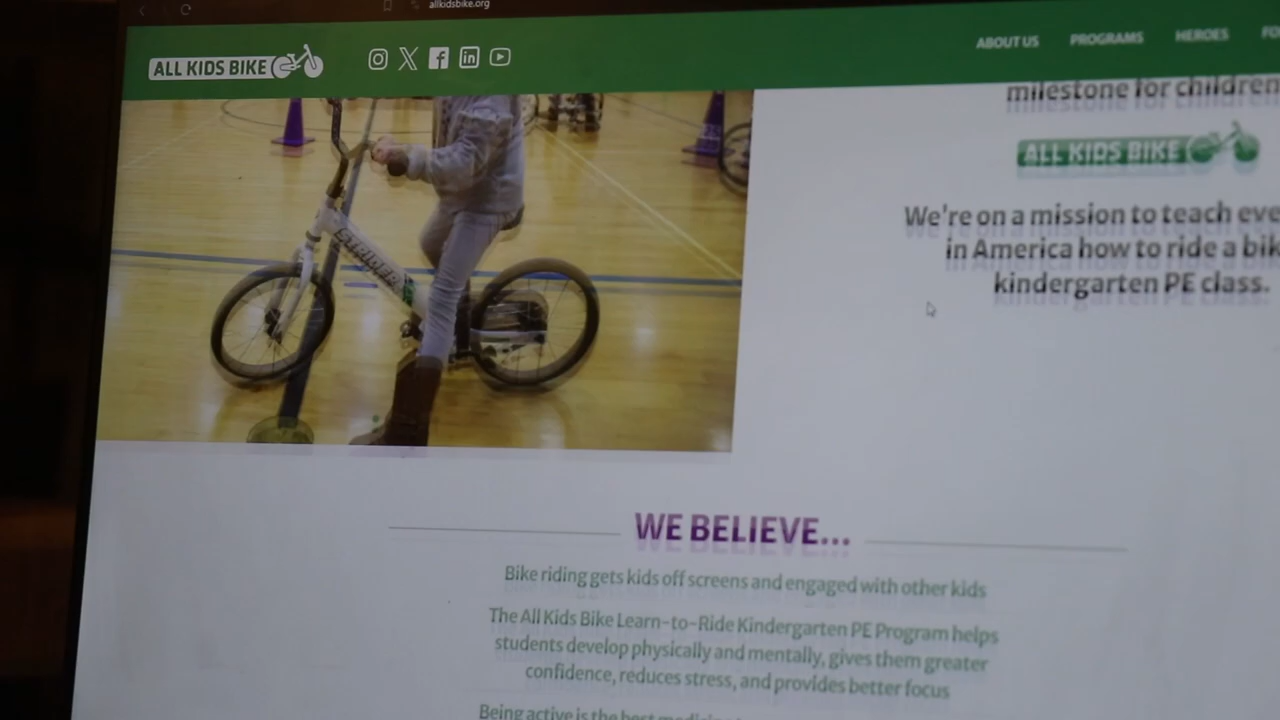 allkidsbike.org
ALL KIDS BIKE
ABOUT US
PROGRAMS
HEROES
milestone for children
ALL KIDS BIKE
We're on a mission to teach
in America how to ride a
kindergarten PE class.
STRIDER
WE BELIEVE...
Bike riding gets kids off screens and engaged with other kids
The All Kids Bike Learn-to-Ride Kindergarten PE Program helps
students develop physically and mentally, gives them greater
confidence, reduces stress, and provides better focus
Being active is the best